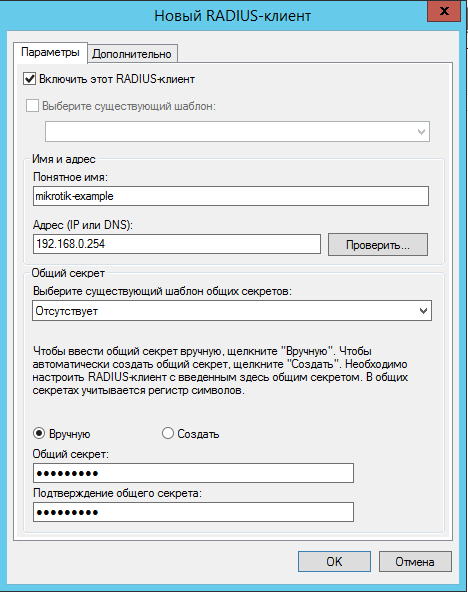 Новый RADIUS-клиент
x
Параметры Дополнительно
Включить этот RADIUS-клиент
Выберите существующий шаблон:
Имя и адрес
Понятное имя:
mikrotik-example
Адрес (IP или DNS):
192.168.0.254 Проверить...
Общий секрет
Выберите существующий шаблон общих секретов:
Отсутствует
Чтобы ввести общий секрет вручную, щелкните "Вручную". Чтобы
автоматически создать общий секрет, щелкните "Создать". Необходимо
настроить RADIUS-клиент с введенным здесь общим секретом. В общих
секретах учитывается регистр символов.
Вручную Создать
Общий секрет:
●●●●●●●●●
Подтверждение общего секрета:
●●●●●●●●●
OK Отмена